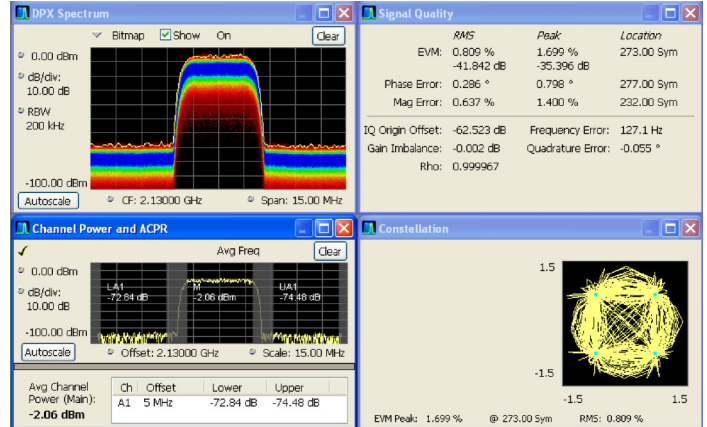 DPX Spectrum
Bitmap Show On Clear
0.00 dBm
dB/div:
10.00 dB
RBW
200 kHz
-100.00 dBm
Autoscale CF: 2.13000 GHz Span: 15.00 MHz
Signal Quality
RMS Peak Location
EVM: 0.809 % 1.699 % 273.00 Sym
-41.842 dB -35.396 dB
Phase Error: 0.286 ° 0.798 ° 277.00 Sym
Mag Error: 0.637 % 1.400 % 232.00 Sym
IQ Origin Offset: -62.523 dB Frequency Error: 127.1 Hz
Gain Imbalance: -0.002 dB Quadrature Error: -0.055 °
Rho: 0.999967
Channel Power and ACPR
Avg Freq Clear
0.00 dBm
dB/div:
10.00 dB
-100.00 dBm
LA1 M UA1
-72.84 dB -2.06 dBm -74.48 dB
Autoscale Offset: 2.13000 GHz Scale: 15.00 MHz
Avg Channel
Power (Main):
-2.06 dBm
Ch Offset Lower Upper
A1 5 MHz -72.84 dB -74.48 dB
Constellation
1.5
-1.5
-1.5 1.5
EVM Peak: 1.699 % @ 273.00 Sym RMS: 0.809 %